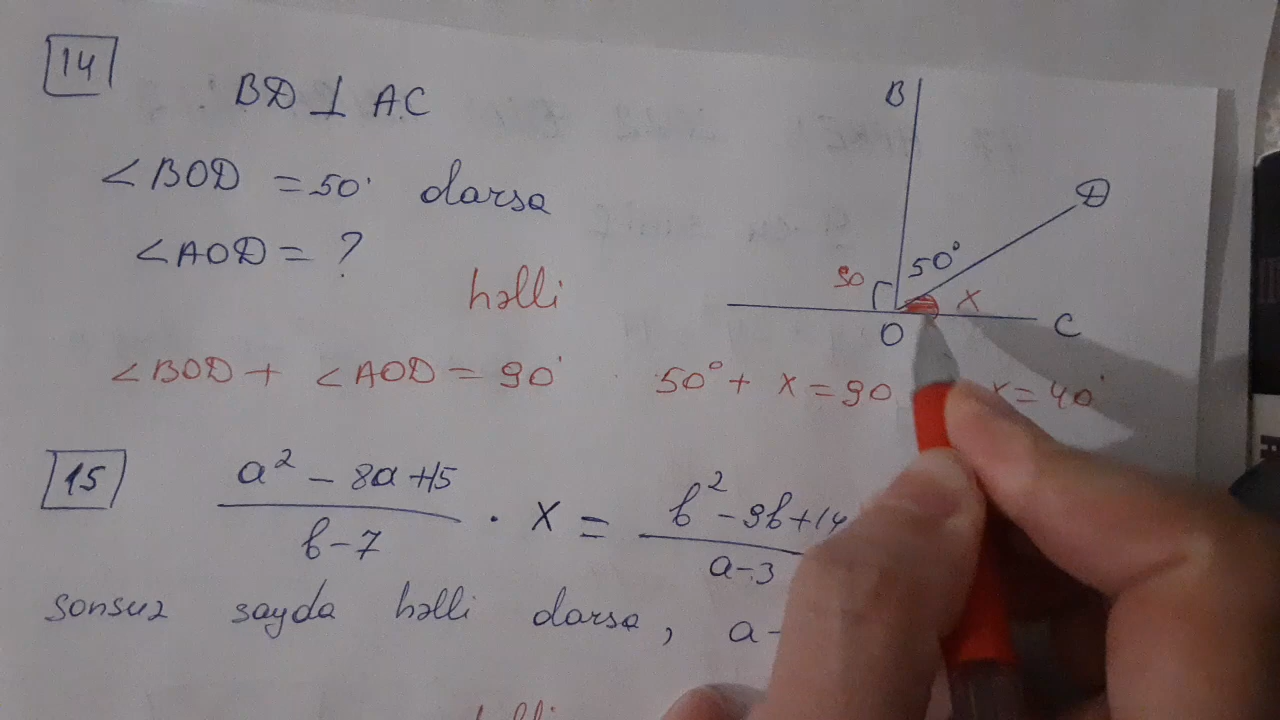 14
BD ⊥ AC
∠BOD = 50° olarsa
∠AOD = ?
həlli
∠BOD + ∠AOD = 90°
50° + x = 90
x = 40°
B
D
50°
90
x
O
C
15
a² - 8a + 15
b - 7
· x =
b² - 9b + 14
a - 3
sonsuz sayda həlli olarsa, a -